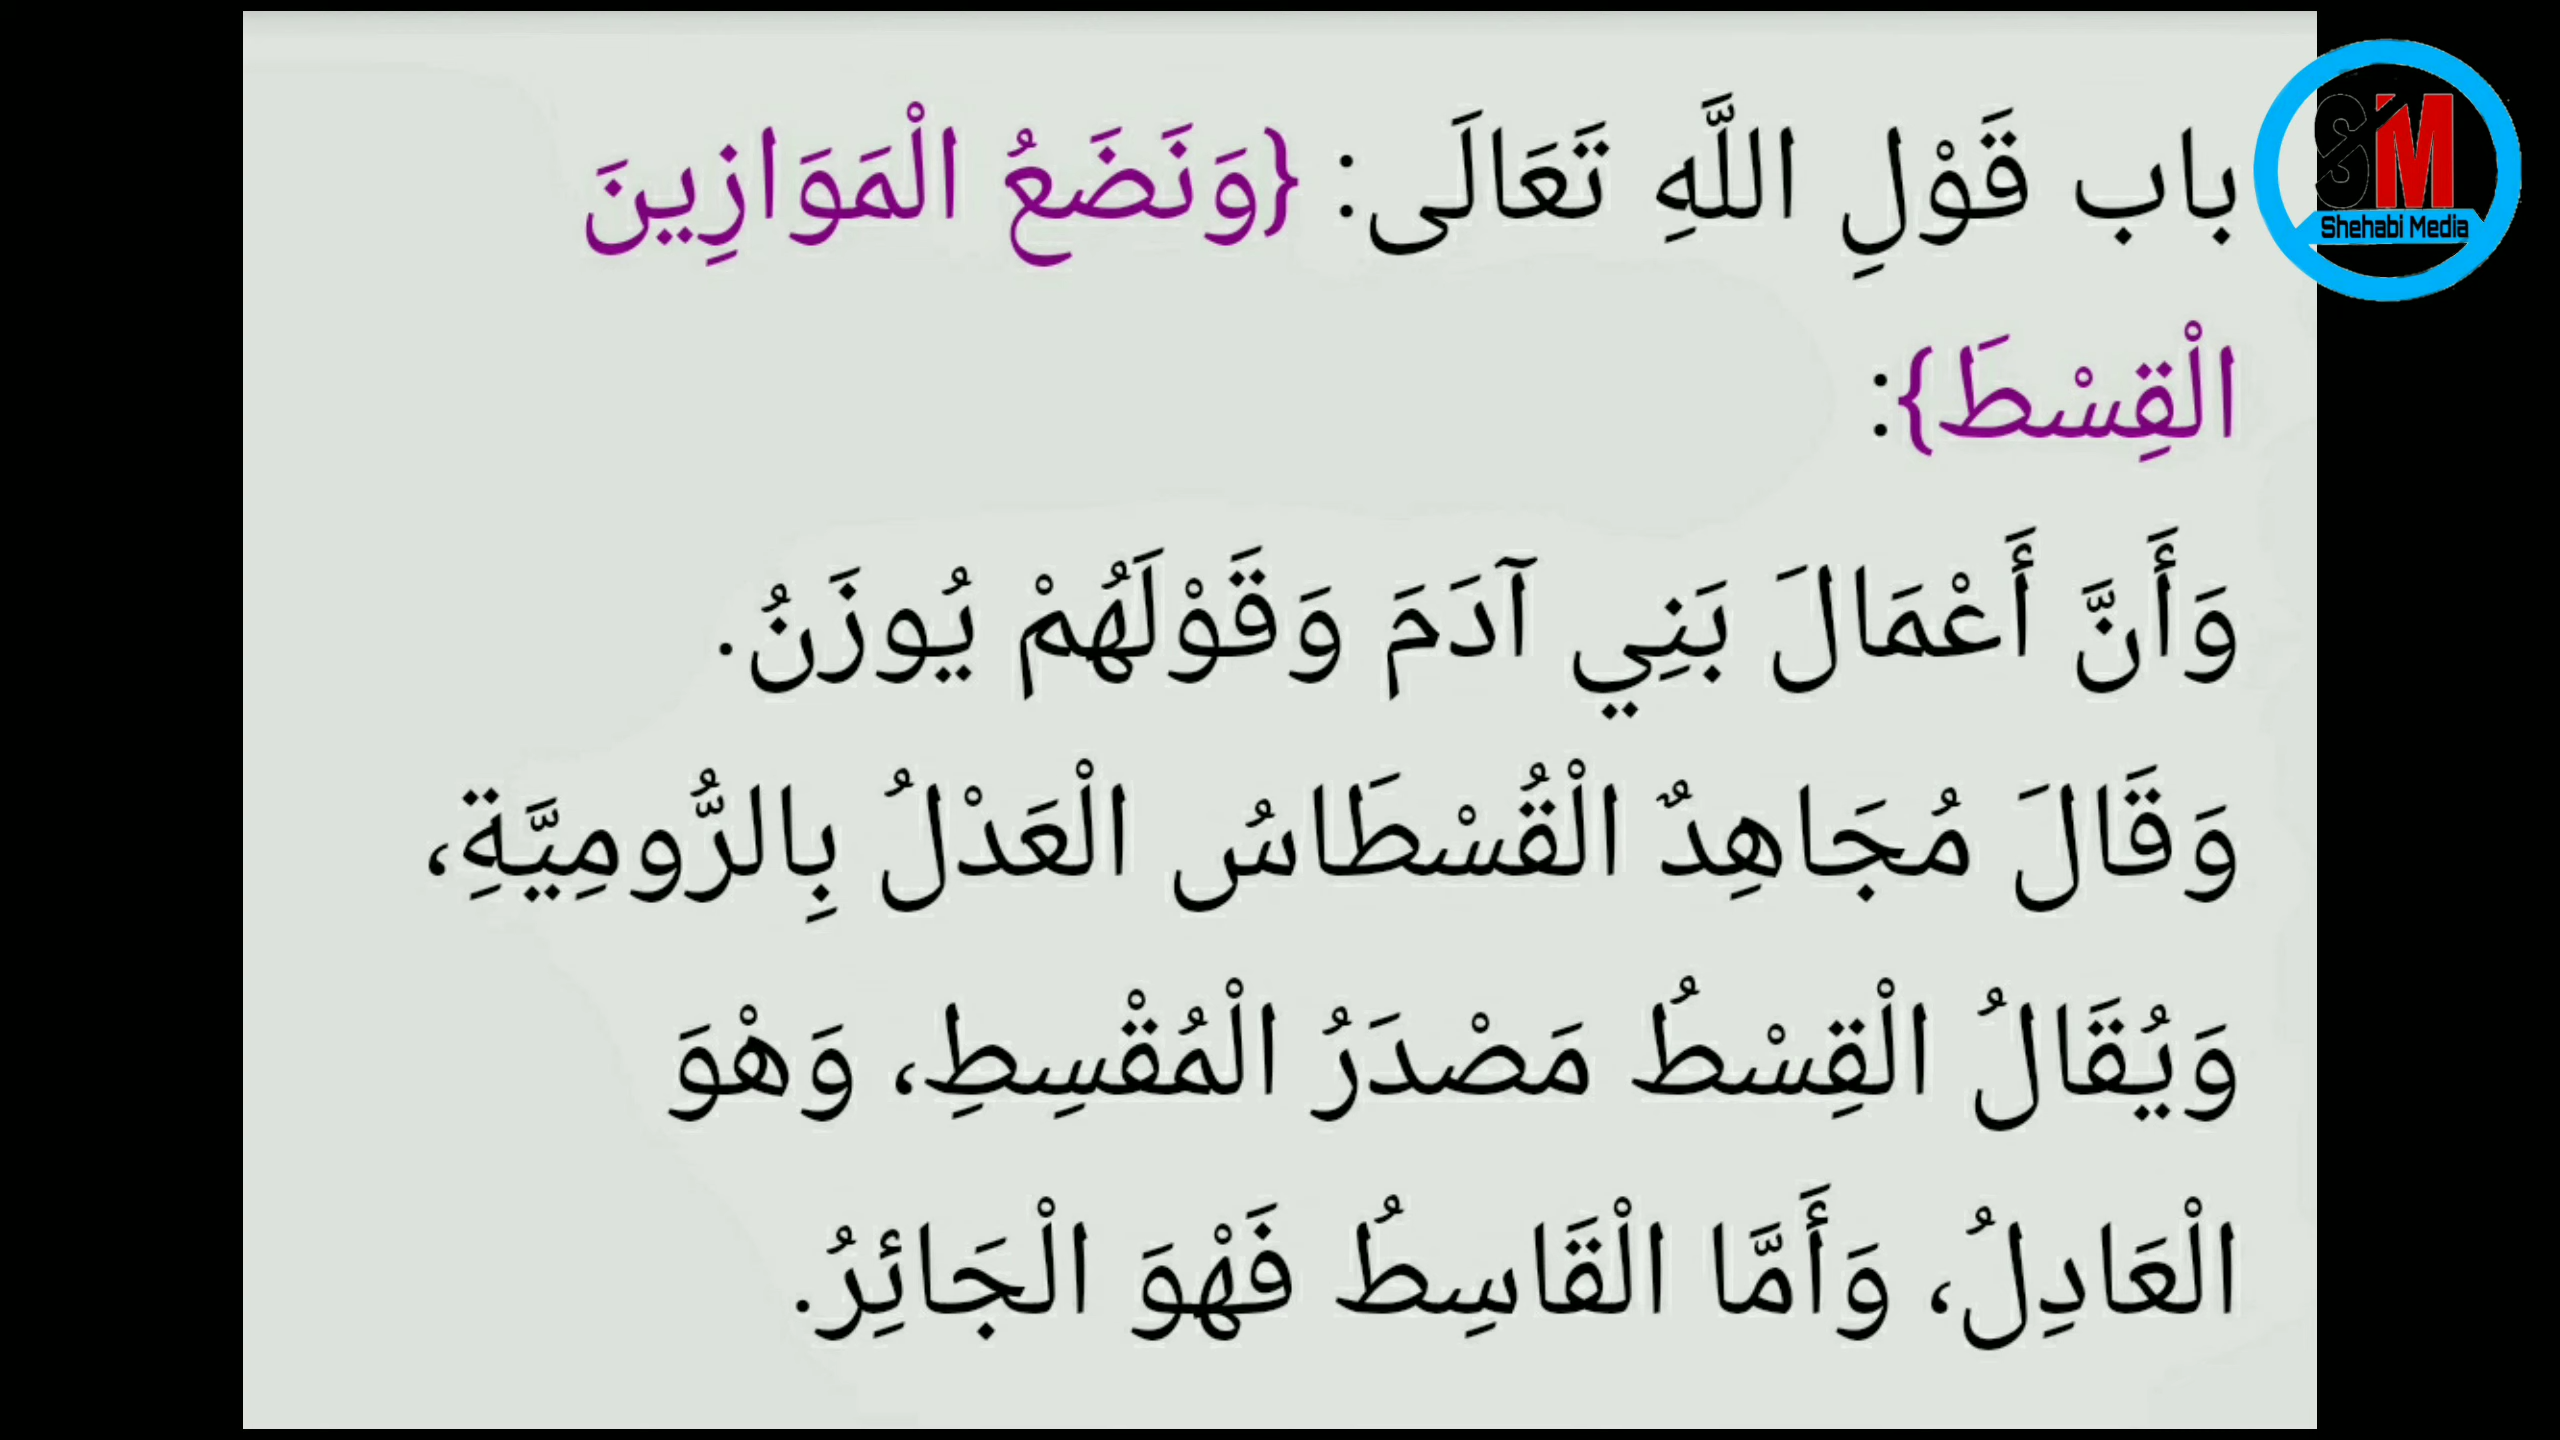 باب قَوْلِ اللَّهِ تَعَالَى: {وَنَضَعُ الْمَوَازِينَ
الْقِسْطَ}:
وَأَنَّ أَعْمَالَ بَنِي آدَمَ وَقَوْلَهُمْ يُوزَنُ.
وَقَالَ مُجَاهِدٌ الْقُسْطَاسُ الْعَدْلُ بِالرُّومِيَّةِ،
وَيُقَالُ الْقِسْطُ مَصْدَرُ الْمُقْسِطِ، وَهْوَ
الْعَادِلُ، وَأَمَّا الْقَاسِطُ فَهْوَ الْجَائِرُ.
SM
Shehabi Media